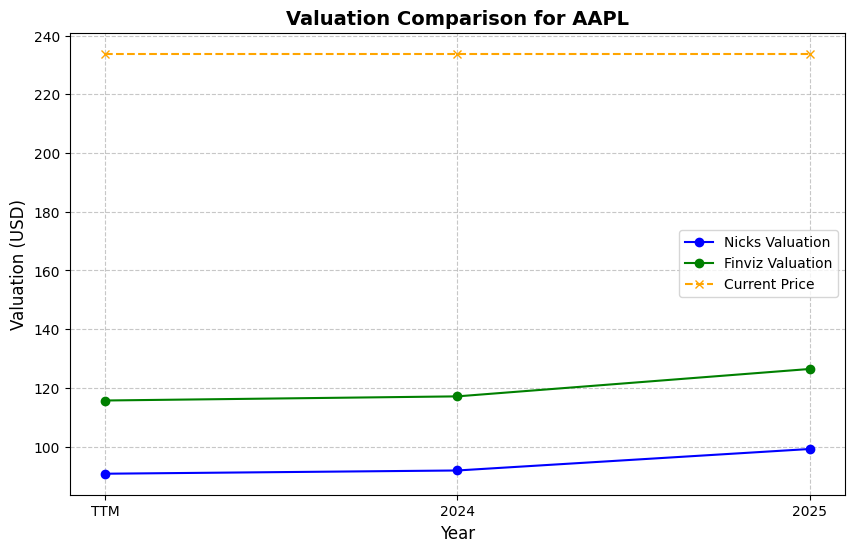 Valuation Comparison for AAPL
240
220
200
180
160
140
120
100
Valuation (USD)
Nicks Valuation
Finviz Valuation
Current Price
TTM
2024
2025
Year